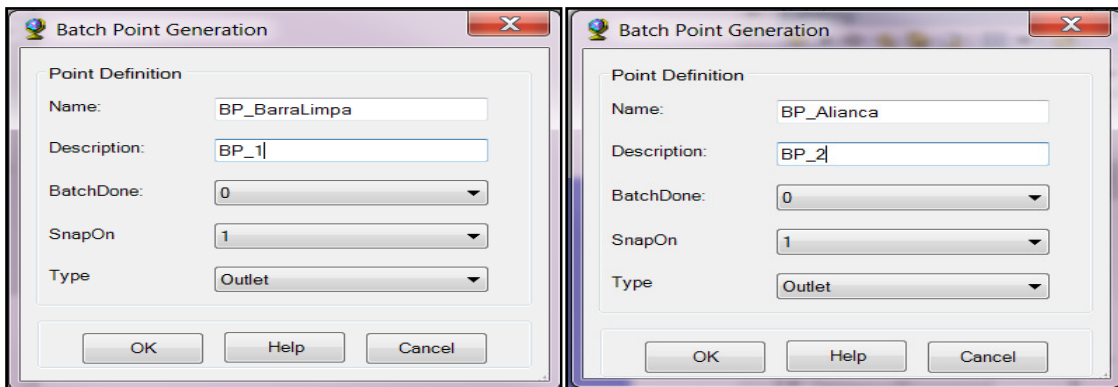 Batch Point Generation
Point Definition
Name: BP_BarraLimpa
Description: BP_1
BatchDone: 0
SnapOn 1
Type Outlet
OK Help Cancel
Batch Point Generation
Point Definition
Name: BP_Alianca
Description: BP_2
BatchDone: 0
SnapOn 1
Type Outlet
OK Help Cancel